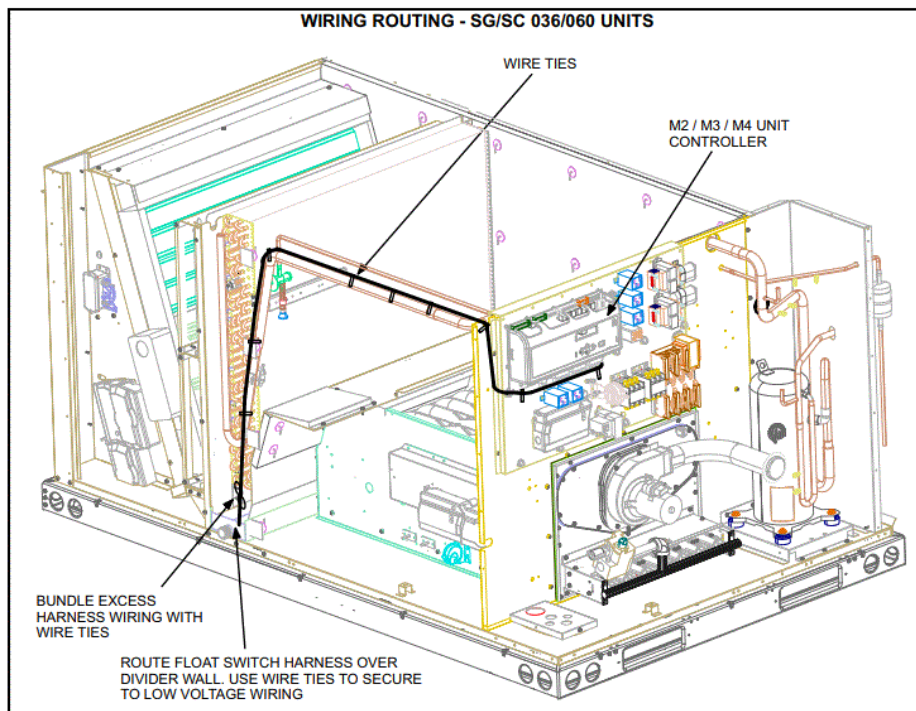 WIRING ROUTING - SG/SC 036/060 UNITS
WIRE TIES
M2 / M3 / M4 UNIT
CONTROLLER
BUNDLE EXCESS
HARNESS WIRING WITH
WIRE TIES
ROUTE FLOAT SWITCH HARNESS OVER
DIVIDER WALL. USE WIRE TIES TO SECURE
TO LOW VOLTAGE WIRING